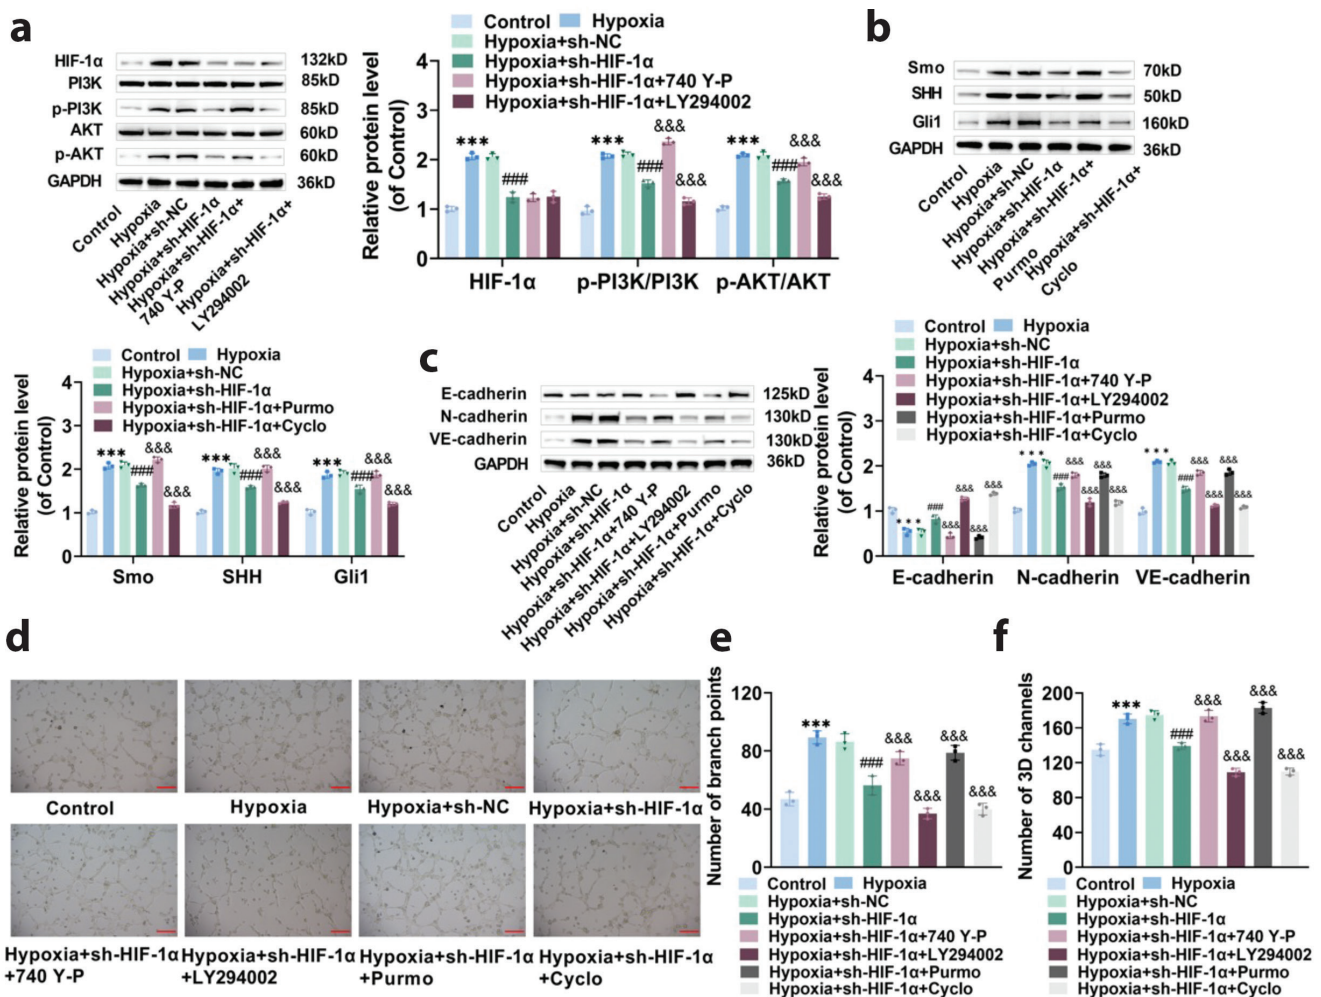 a
HIF-1α 132kD
PI3K 85kD
p-PI3K 85kD
AKT 60kD
p-AKT 60kD
GAPDH 36kD
Control
Hypoxia
Hypoxia+sh-NC
Hypoxia+sh-HIF-1α
Hypoxia+sh-HIF-1α+
740 Y-P
Hypoxia+sh-HIF-1α+
LY294002
Control Hypoxia
Hypoxia+sh-NC
Hypoxia+sh-HIF-1α
Hypoxia+sh-HIF-1α+740 Y-P
Hypoxia+sh-HIF-1α+LY294002
Relative protein level
(of Control)
4
3
2
1
0
*** ### *** ### &&& &&& *** ### &&& &&&
HIF-1α p-PI3K/PI3K p-AKT/AKT
b
Smo 70kD
SHH 50kD
Gli1 160kD
GAPDH 36kD
Control
Hypoxia
Hypoxia+sh-NC
Hypoxia+sh-HIF-1α
Hypoxia+sh-HIF-1α+
Purmo
Hypoxia+sh-HIF-1α+
Cyclo
Control Hypoxia
Hypoxia+sh-NC
Hypoxia+sh-HIF-1α
Hypoxia+sh-HIF-1α+Purmo
Hypoxia+sh-HIF-1α+Cyclo
Relative protein level
(of Control)
4
3
2
1
0
*** ### &&& &&& *** ### &&& &&& *** ### &&& &&&
Smo SHH Gli1
c
E-cadherin 125kD
N-cadherin 130kD
VE-cadherin 130kD
GAPDH 36kD
Control
Hypoxia
Hypoxia+sh-NC
Hypoxia+sh-HIF-1α
Hypoxia+sh-HIF-1α+740 Y-P
Hypoxia+sh-HIF-1α+LY294002
Hypoxia+sh-HIF-1α+Purmo
Hypoxia+sh-HIF-1α+Cyclo
Control Hypoxia
Hypoxia+sh-NC
Hypoxia+sh-HIF-1α
Hypoxia+sh-HIF-1α+740 Y-P
Hypoxia+sh-HIF-1α+LY294002
Hypoxia+sh-HIF-1α+Purmo
Hypoxia+sh-HIF-1α+Cyclo
Relative protein level
(of Control)
4
3
2
1
0
*** ### &&& &&& &&& &&& *** ### &&& &&& &&& &&& *** ### &&& &&& &&& &&&
E-cadherin N-cadherin VE-cadherin
d
Control Hypoxia Hypoxia+sh-NC Hypoxia+sh-HIF-1α
Hypoxia+sh-HIF-1α Hypoxia+sh-HIF-1α Hypoxia+sh-HIF-1α Hypoxia+sh-HIF-1α
+740 Y-P +LY294002 +Purmo +Cyclo
e
Number of branch points
120
80
40
0
*** ### &&& &&& &&& &&&
Control Hypoxia
Hypoxia+sh-NC
Hypoxia+sh-HIF-1α
Hypoxia+sh-HIF-1α+740 Y-P
Hypoxia+sh-HIF-1α+LY294002
Hypoxia+sh-HIF-1α+Purmo
Hypoxia+sh-HIF-1α+Cyclo
f
Number of 3D channels
200
160
120
80
40
0
*** ### &&& &&& &&& &&&
Control Hypoxia
Hypoxia+sh-NC
Hypoxia+sh-HIF-1α
Hypoxia+sh-HIF-1α+740 Y-P
Hypoxia+sh-HIF-1α+LY294002
Hypoxia+sh-HIF-1α+Purmo
Hypoxia+sh-HIF-1α+Cyclo